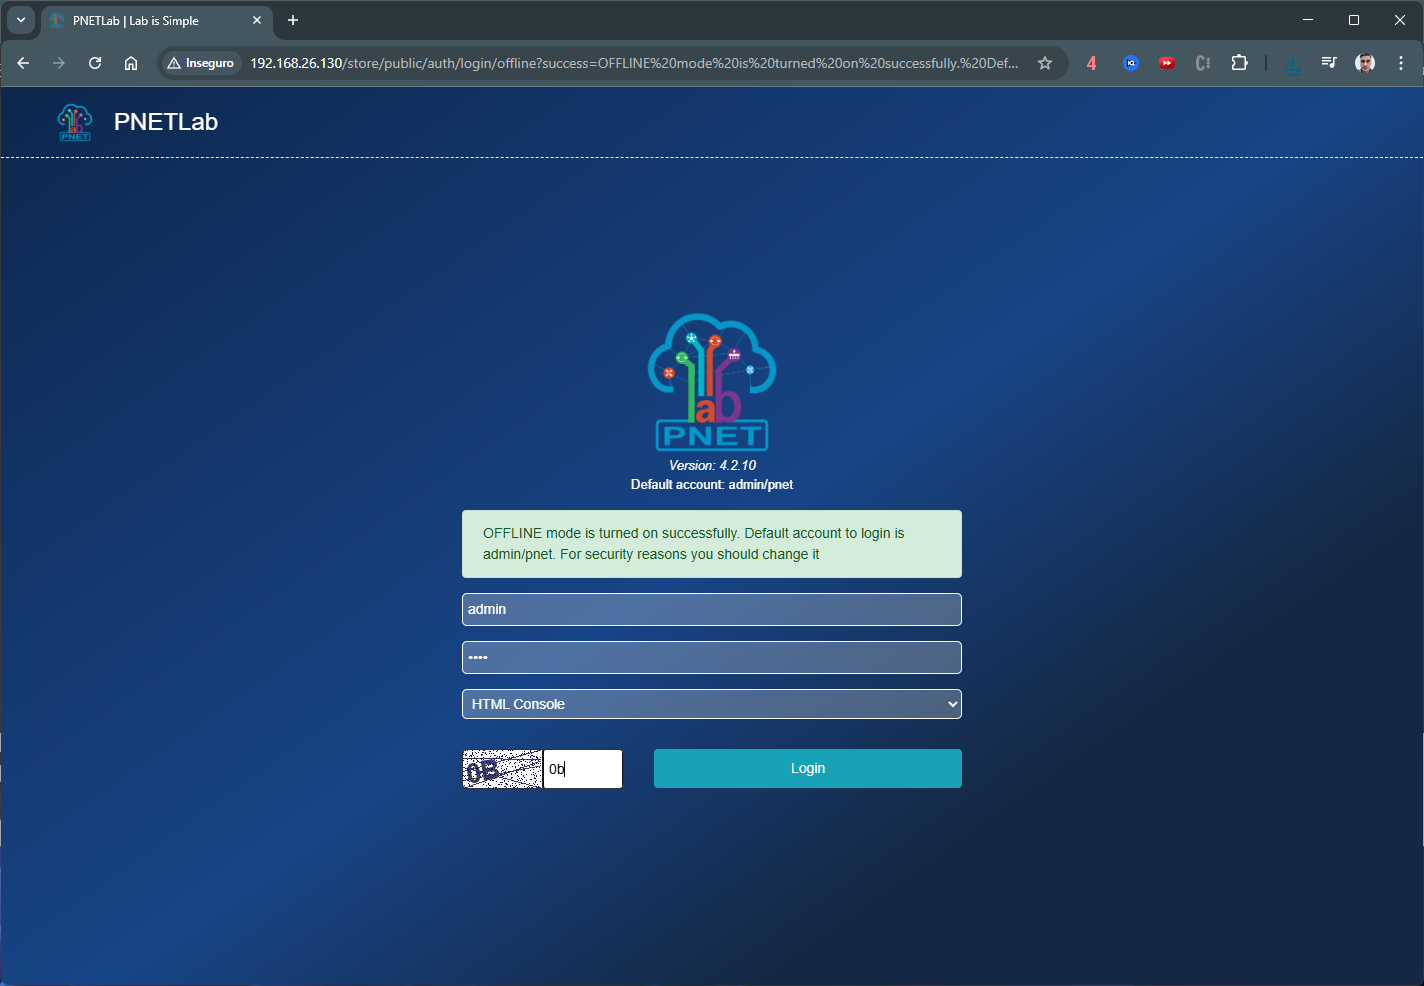 PNETLab | Lab is Simple
Inseguro
192.168.26.130/store/public/auth/login/offline?success=OFFLINE%20mode%20is%20turned%20on%20successfully.%20Def...
PNETLab
lab
PNET
Version: 4.2.10
Default account: admin/pnet
OFFLINE mode is turned on successfully. Default account to login is
admin/pnet. For security reasons you should change it
admin
••••
HTML Console
0B
0b
Login